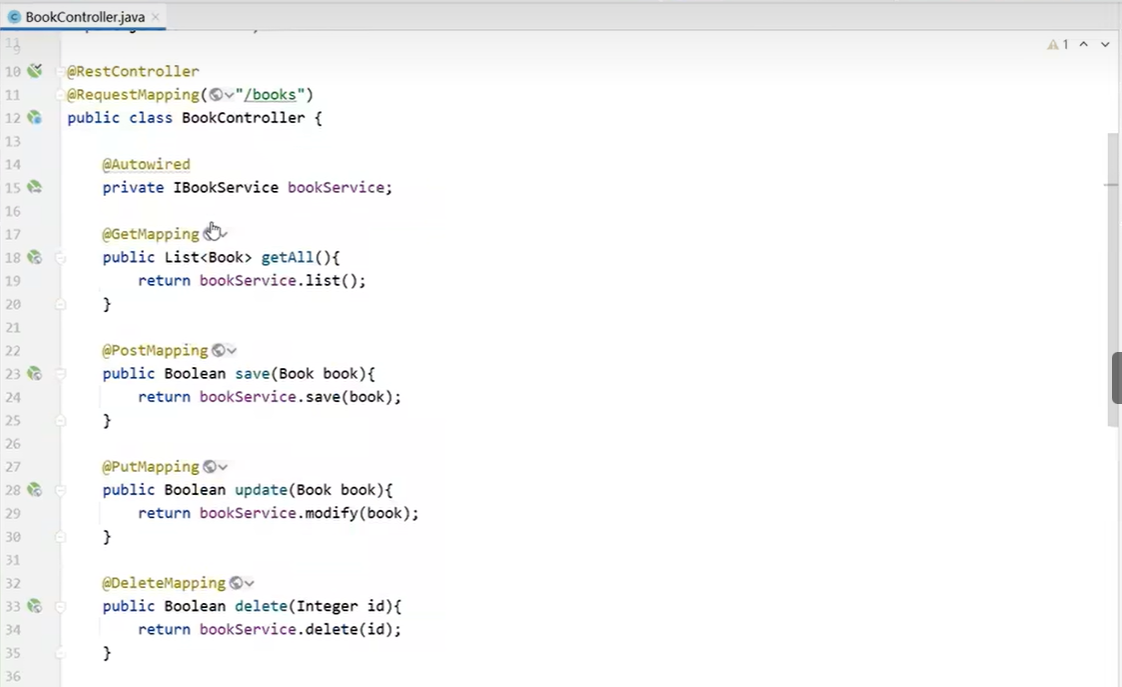 BookController.java
1
10 @RestController
11 @RequestMapping("/books")
12 public class BookController {
13
14 @Autowired
15 private IBookService bookService;
16
17 @GetMapping
18 public List<Book> getAll(){
19 return bookService.list();
20 }
21
22 @PostMapping
23 public Boolean save(Book book){
24 return bookService.save(book);
25 }
26
27 @PutMapping
28 public Boolean update(Book book){
29 return bookService.modify(book);
30 }
31
32 @DeleteMapping
33 public Boolean delete(Integer id){
34 return bookService.delete(id);
35 }
36